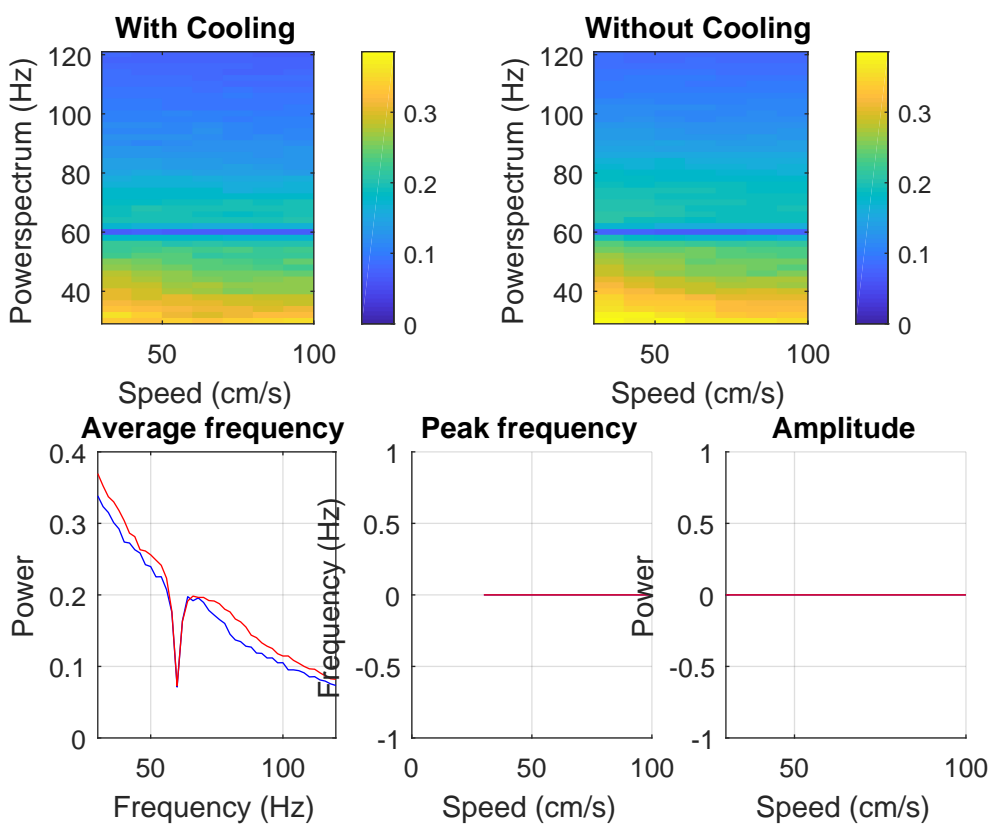 With Cooling
Powerspectrum (Hz)
120
100
80
60
40
50
100
Speed (cm/s)
0.3
0.2
0.1
0
Without Cooling
Powerspectrum (Hz)
120
100
80
60
40
50
100
Speed (cm/s)
0.3
0.2
0.1
0
Average frequency
Power
0.4
0.3
0.2
0.1
0
50
100
Frequency (Hz)
Peak frequency
Frequency (Hz)
1
0.5
0
-0.5
-1
0
50
100
Speed (cm/s)
Amplitude
Power
1
0.5
0
-0.5
-1
50
100
Speed (cm/s)